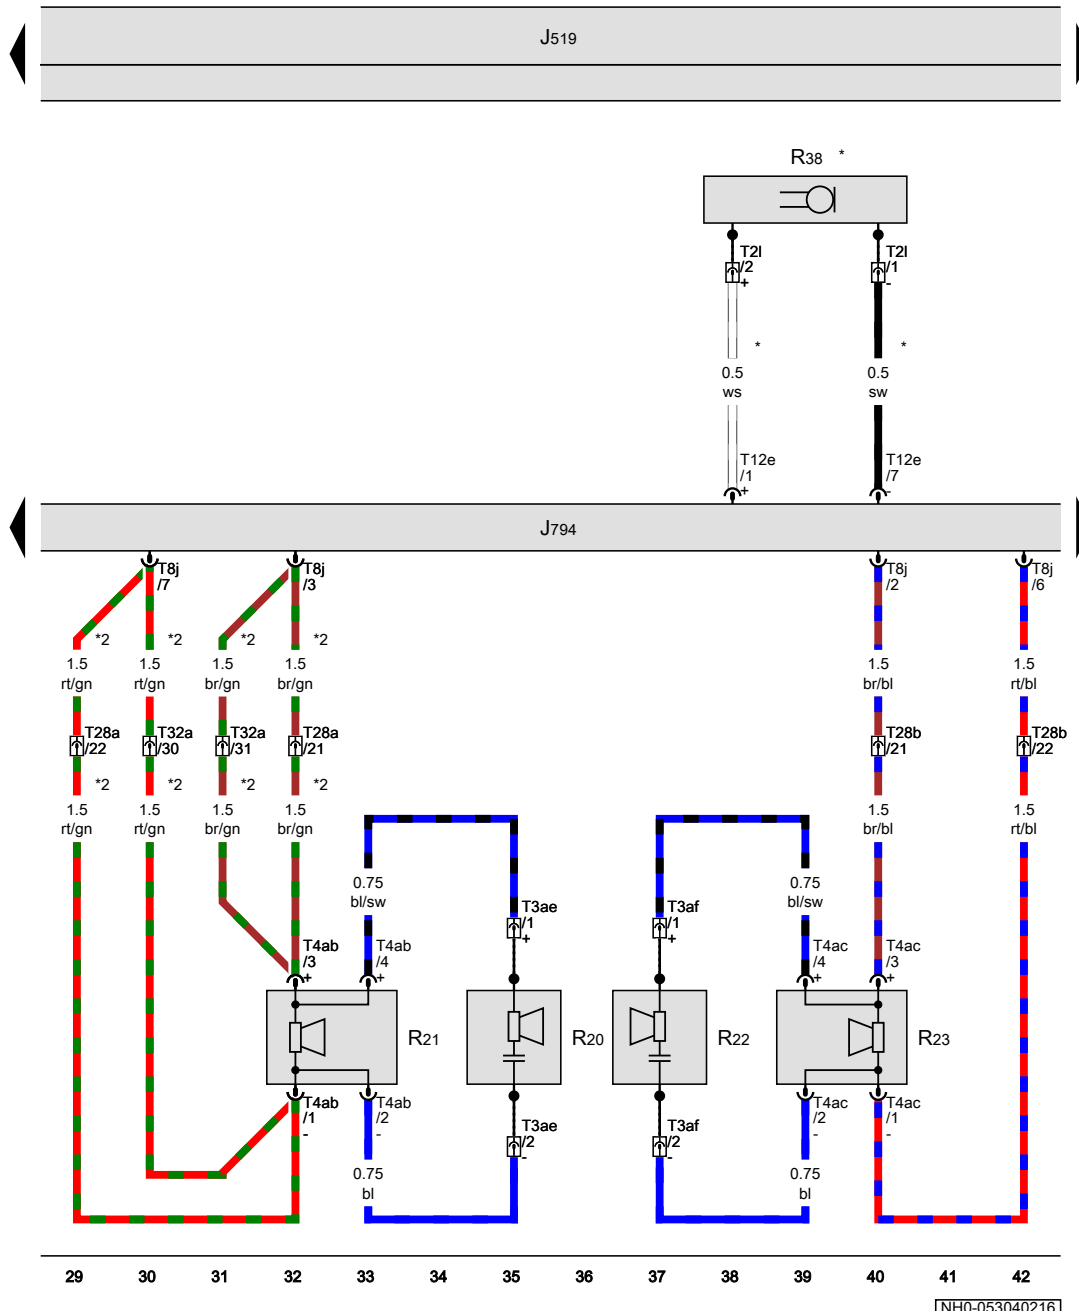 J519
R38 *
T2l
/2
+
T2l
/1
-
*
*
0.5
ws
0.5
sw
T12e
/1
+
T12e
/7
-
J794
T8j
/7
T8j
/3
T8j
/2
T8j
/6
*2
*2
*2
*2
1.5
rt/gn
1.5
rt/gn
1.5
br/gn
1.5
br/gn
1.5
br/bl
1.5
rt/bl
T28a
/22
T32a
/30
T32a
/31
T28a
/21
T28b
/21
T28b
/22
*2
*2
*2
*2
1.5
rt/gn
1.5
rt/gn
1.5
br/gn
1.5
br/gn
1.5
br/bl
1.5
rt/bl
0.75
bl/sw
0.75
bl/sw
T3ae
/1
+
T3af
/1
+
T4ab
/3
+
T4ab
/4
+
T4ac
/4
+
T4ac
/3
+
R21
R20
R22
R23
T4ab
/1
-
T4ab
/2
-
T3ae
/2
-
T3af
/2
-
T4ac
/2
-
T4ac
/1
-
0.75
bl
0.75
bl
29 30 31 32 33 34 35 36 37 38 39 40 41 42
NH0-053040216